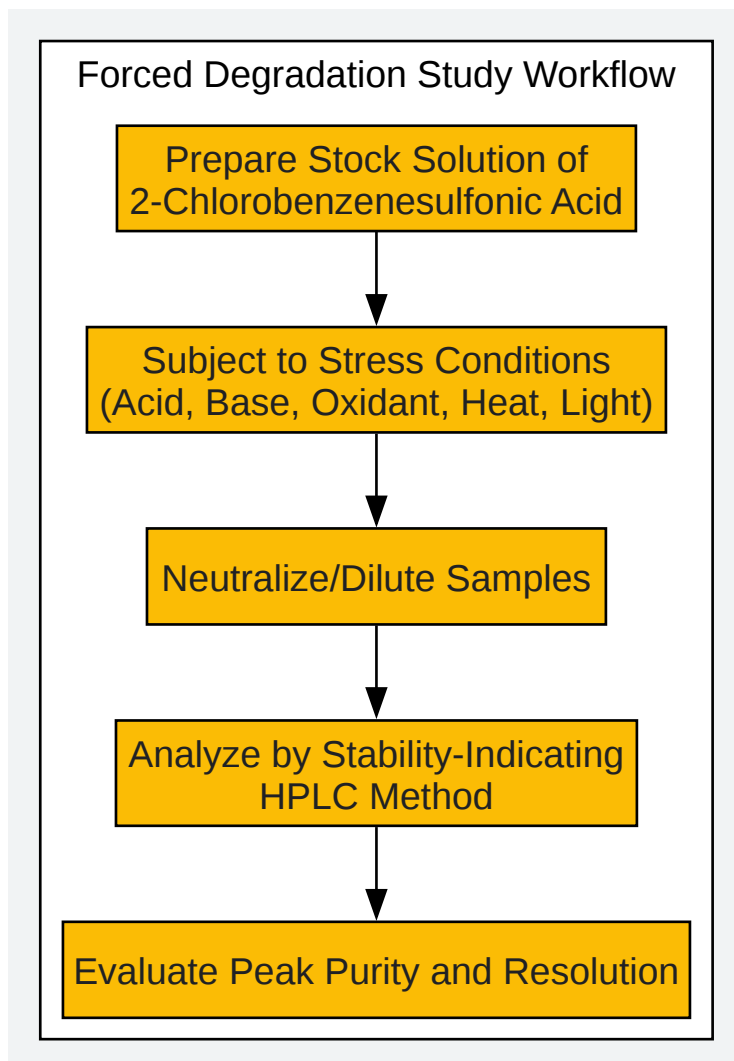 Forced Degradation Study Workflow
Prepare Stock Solution of
2-Chlorobenzenesulfonic Acid
Subject to Stress Conditions
(Acid, Base, Oxidant, Heat, Light)
Neutralize/Dilute Samples
Analyze by Stability-Indicating
HPLC Method
Evaluate Peak Purity and Resolution